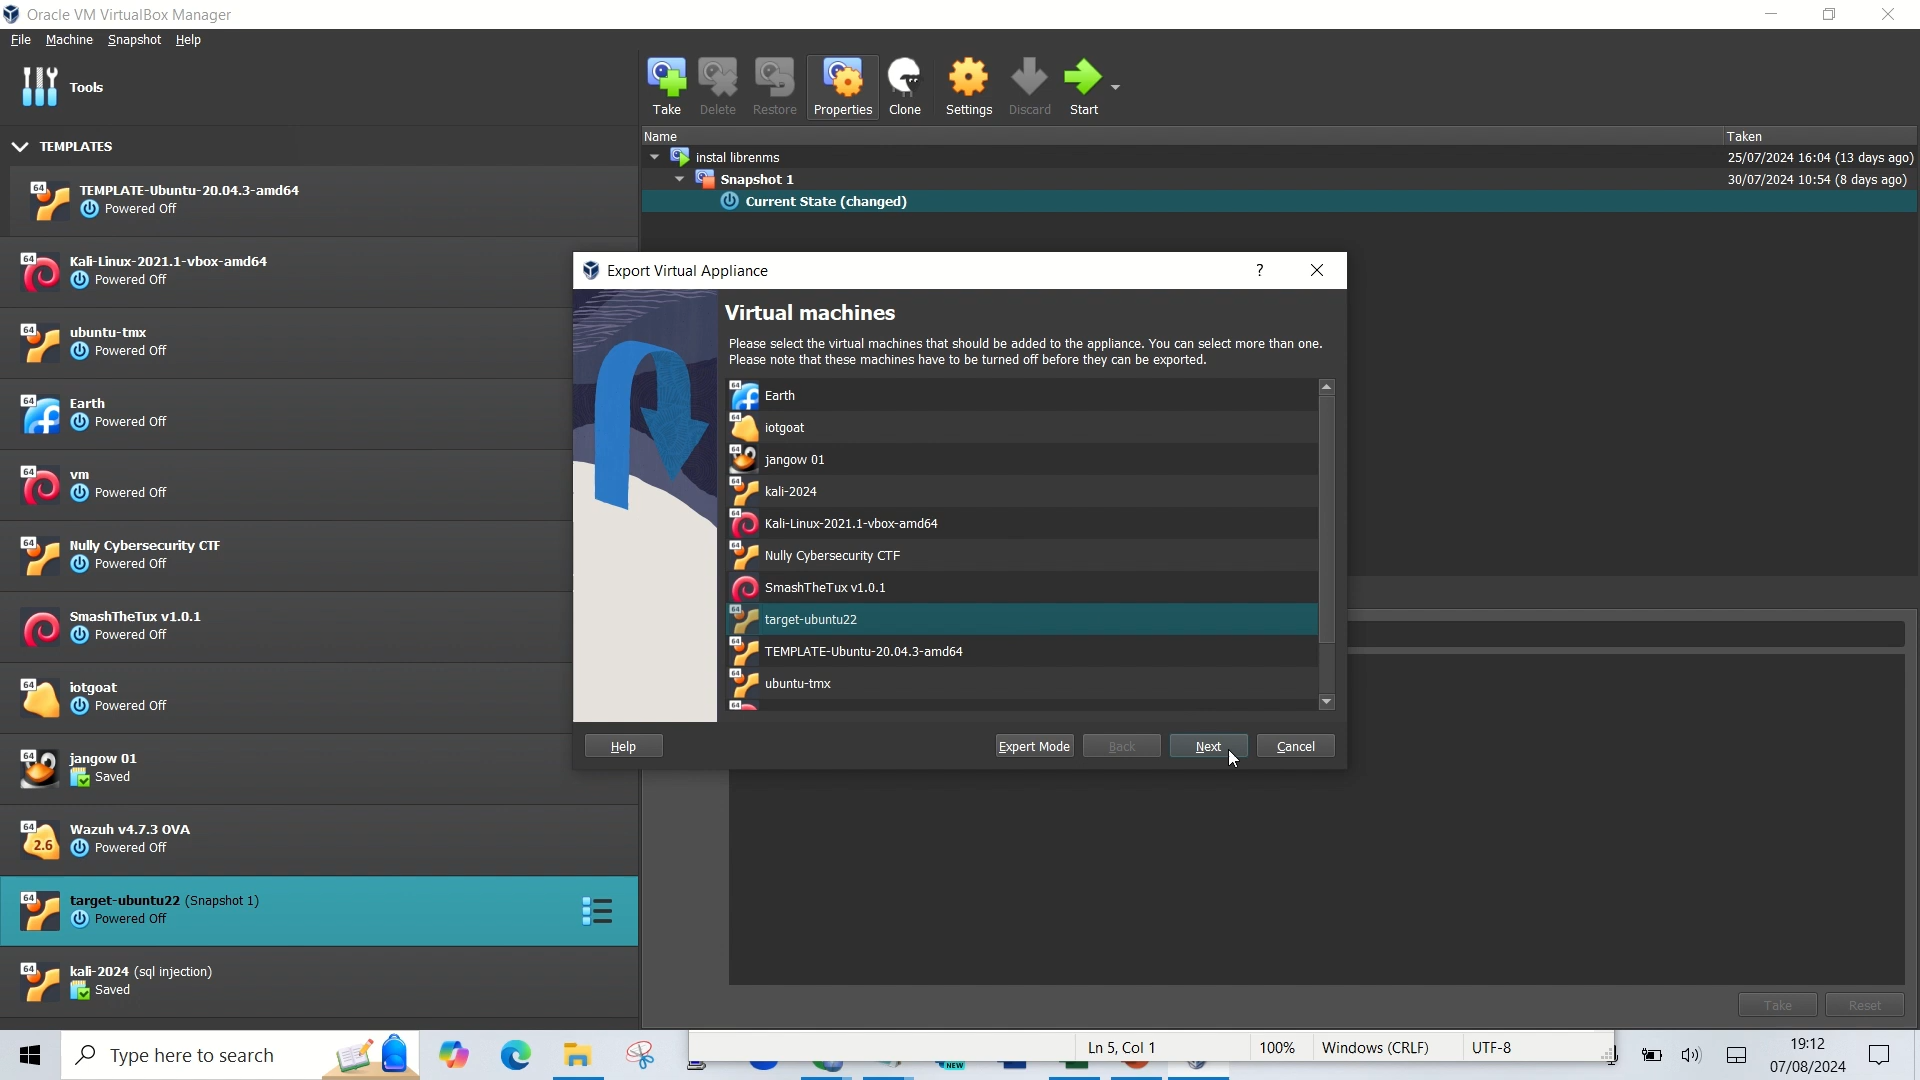 Oracle VM VirtualBox Manager
File Machine Snapshot Help
Tools
TEMPLATES
TEMPLATE-Ubuntu-20.04.3-amd64
Powered Off
Kali-Linux-2021.1-vbox-amd64
Powered Off
ubuntu-tmx
Powered Off
Earth
Powered Off
vm
Powered Off
Nully Cybersecurity CTF
Powered Off
SmashTheTux v1.0.1
Powered Off
iotgoat
Powered Off
jangow 01
Saved
Wazuh v4.7.3 OVA
Powered Off
target-ubuntu22 (Snapshot 1)
Powered Off
kali-2024 (sql injection)
Saved
Take Delete Restore Properties Clone Settings Discard Start
Name Taken
instal librenms 25/07/2024 16:04 (13 days ago)
Snapshot 1 30/07/2024 10:54 (8 days ago)
Current State (changed)
Export Virtual Appliance ?
Virtual machines
Please select the virtual machines that should be added to the appliance. You can select more than one.
Please note that these machines have to be turned off before they can be exported.
Earth
iotgoat
jangow 01
kali-2024
Kali-Linux-2021.1-vbox-amd64
Nully Cybersecurity CTF
SmashTheTux v1.0.1
target-ubuntu22
TEMPLATE-Ubuntu-20.04.3-amd64
ubuntu-tmx
Help Expert Mode Back Next Cancel
Take Reset
Type here to search
Ln 5, Col 1 100% Windows (CRLF) UTF-8
NEW
19:12
07/08/2024